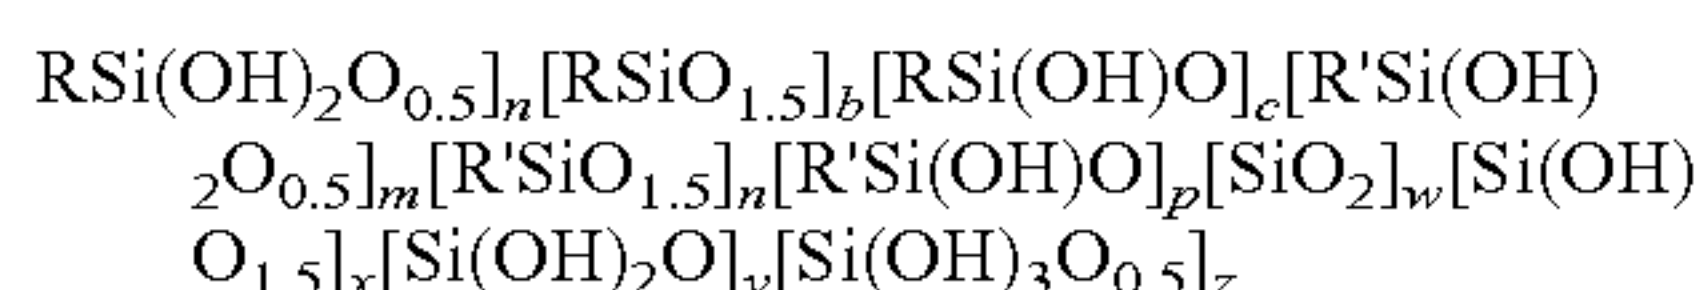 RSi(OH)₂O₀.₅]ₙ[RSiO₁.₅]b[RSi(OH)O]c[R'Si(OH)
₂O₀.₅]ₘ[R'SiO₁.₅]ₙ[R'Si(OH)O]ₚ[SiO₂]w[Si(OH)
O₁.₅]ₓ[Si(OH)₂O]y[Si(OH)₃O₀.₅]z